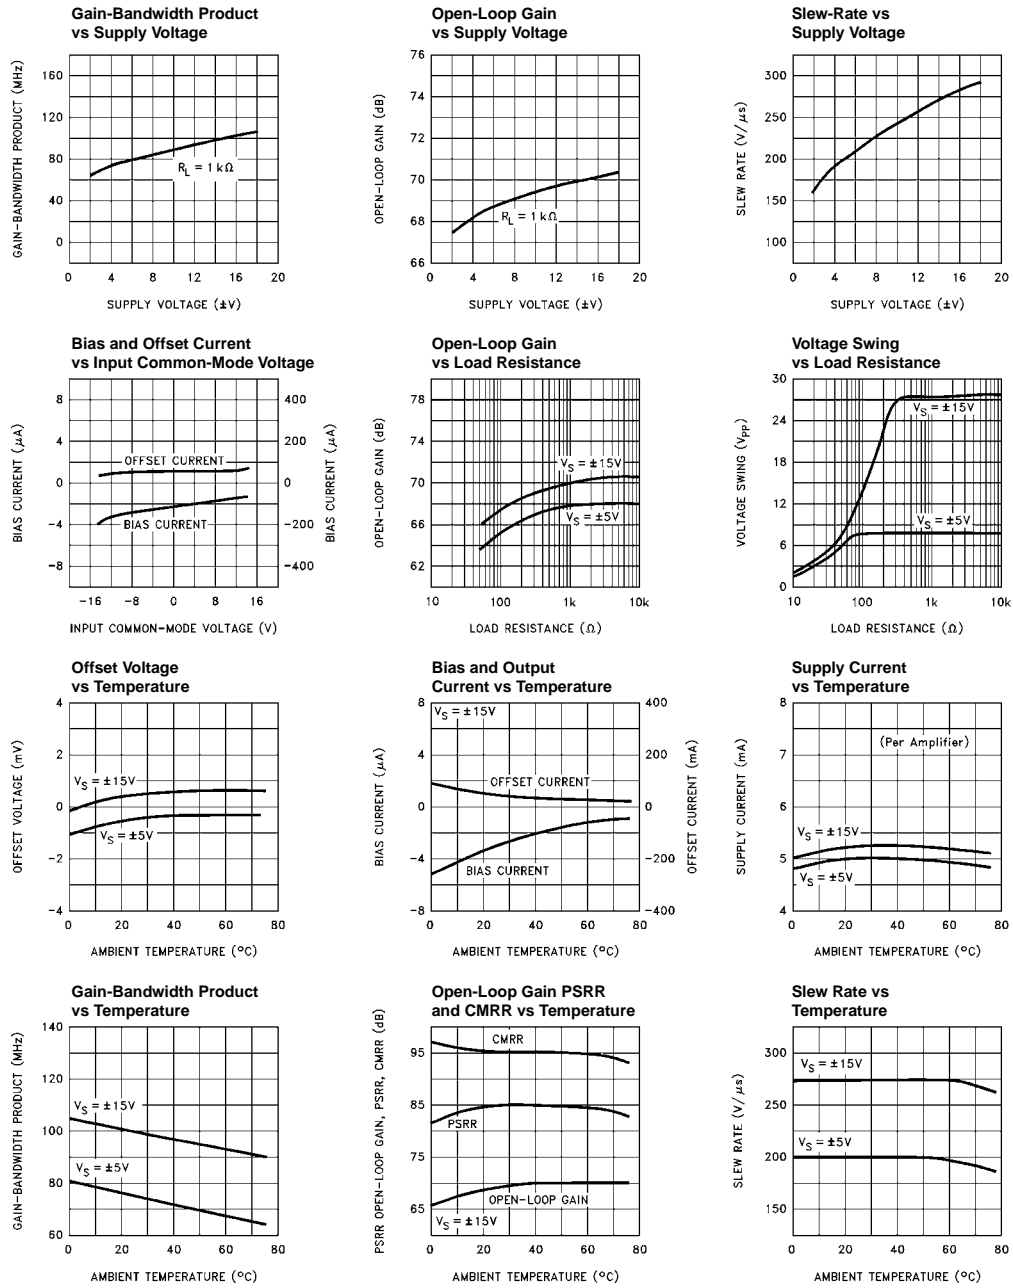 Gain-Bandwidth Product
vs Supply Voltage
GAIN-BANDWIDTH PRODUCT (MHz)
160
120
80
40
0
R_L = 1 kΩ
0 4 8 12 16 20
SUPPLY VOLTAGE (±V)
Open-Loop Gain
vs Supply Voltage
OPEN-LOOP GAIN (dB)
76
74
72
70
68
66
R_L = 1 kΩ
0 4 8 12 16 20
SUPPLY VOLTAGE (±V)
Slew-Rate vs
Supply Voltage
SLEW RATE (V/μs)
300
250
200
150
100
0 4 8 12 16 20
SUPPLY VOLTAGE (±V)
Bias and Offset Current
vs Input Common-Mode Voltage
BIAS CURRENT (μA)
8
4
0
-4
-8
OFFSET CURRENT
BIAS CURRENT
400
200
0
-200
-400
BIAS CURRENT (μA)
-16 -8 0 8 16
INPUT COMMON-MODE VOLTAGE (V)
Open-Loop Gain
vs Load Resistance
OPEN-LOOP GAIN (dB)
78
74
70
66
62
V_S = ±15V
V_S = ±5V
10 100 1k 10k
LOAD RESISTANCE (Ω)
Voltage Swing
vs Load Resistance
VOLTAGE SWING (V_PP)
30
24
18
12
6
0
V_S = ±15V
V_S = ±5V
10 100 1k 10k
LOAD RESISTANCE (Ω)
Offset Voltage
vs Temperature
OFFSET VOLTAGE (mV)
4
2
0
-2
-4
V_S = ±15V
V_S = ±5V
0 20 40 60 80
AMBIENT TEMPERATURE (°C)
Bias and Output
Current vs Temperature
BIAS CURRENT (μA)
8
4
0
-4
-8
V_S = ±15V
OFFSET CURRENT
BIAS CURRENT
400
200
0
-200
-400
OFFSET CURRENT (mA)
0 20 40 60 80
AMBIENT TEMPERATURE (°C)
Supply Current
vs Temperature
SUPPLY CURRENT (mA)
8
7
6
5
4
(Per Amplifier)
V_S = ±15V
V_S = ±5V
0 20 40 60 80
AMBIENT TEMPERATURE (°C)
Gain-Bandwidth Product
vs Temperature
GAIN-BANDWIDTH PRODUCT (MHz)
140
120
100
80
60
V_S = ±15V
V_S = ±5V
0 20 40 60 80
AMBIENT TEMPERATURE (°C)
Open-Loop Gain PSRR
and CMRR vs Temperature
PSRR OPEN-LOOP GAIN, PSRR, CMRR (dB)
95
85
75
65
CMRR
PSRR
OPEN-LOOP GAIN
V_S = ±15V
0 20 40 60 80
AMBIENT TEMPERATURE (°C)
Slew Rate vs
Temperature
SLEW RATE (V/μs)
300
250
200
150
V_S = ±15V
V_S = ±5V
0 20 40 60 80
AMBIENT TEMPERATURE (°C)